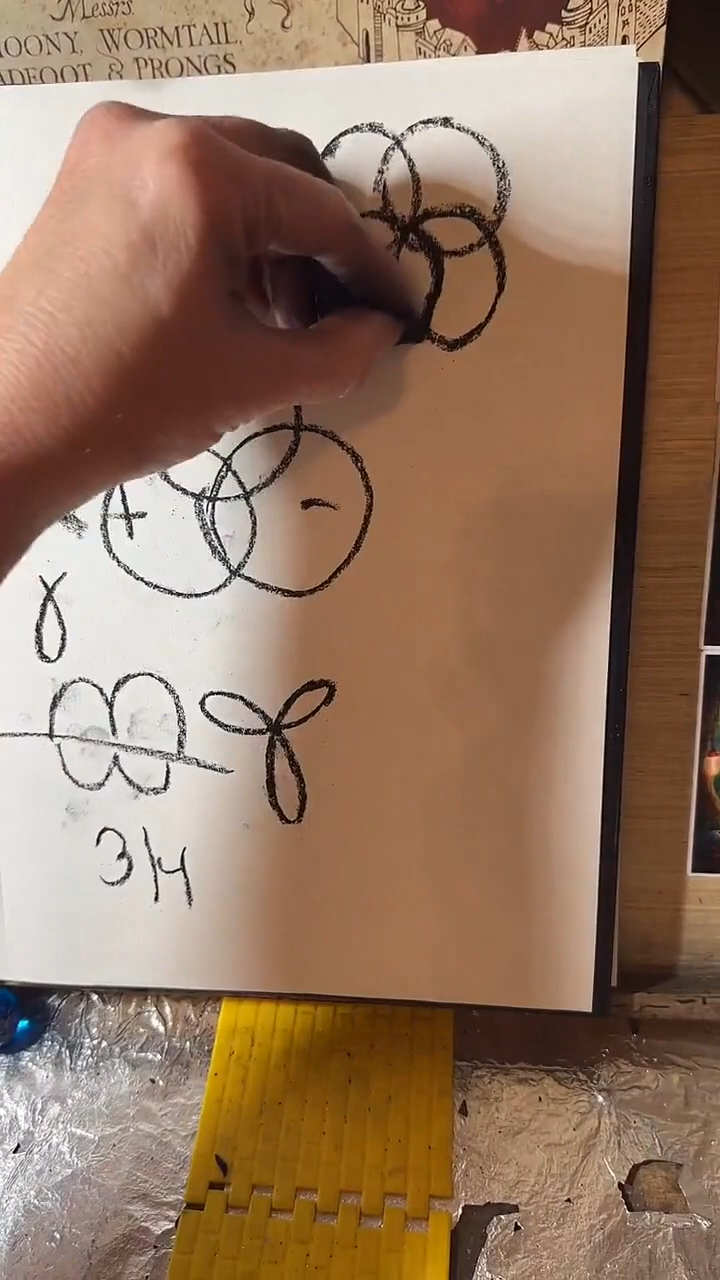 Messrs
MOONY, WORMTAIL,
PADFOOT & PRONGS
+ -
γ
3/4